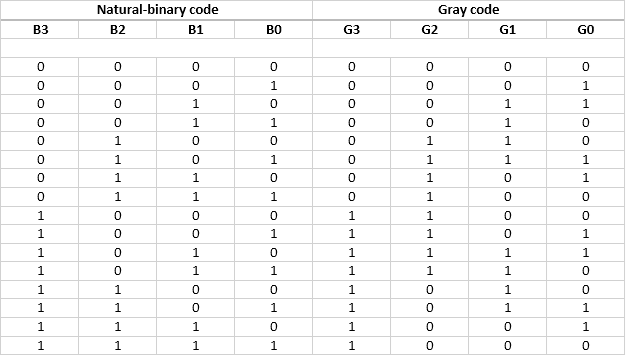 Natural-binary code Gray code
B3 B2 B1 B0 G3 G2 G1 G0
0 0 0 0 0 0 0 0
0 0 0 1 0 0 0 1
0 0 1 0 0 0 1 1
0 0 1 1 0 0 1 0
0 1 0 0 0 1 1 0
0 1 0 1 0 1 1 1
0 1 1 0 0 1 0 1
0 1 1 1 0 1 0 0
1 0 0 0 1 1 0 0
1 0 0 1 1 1 0 1
1 0 1 0 1 1 1 1
1 0 1 1 1 1 1 0
1 1 0 0 1 0 1 0
1 1 0 1 1 0 1 1
1 1 1 0 1 0 0 1
1 1 1 1 1 0 0 0